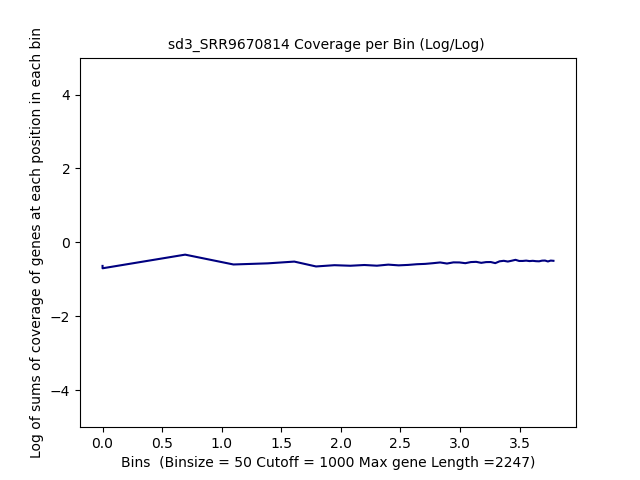 sd3_SRR9670814 Coverage per Bin (Log/Log)
Log of sums of coverage of genes at each position in each bin
4
2
0
−2
−4
0.0 0.5 1.0 1.5 2.0 2.5 3.0 3.5
Bins  (Binsize = 50 Cutoff = 1000 Max gene Length =2247)